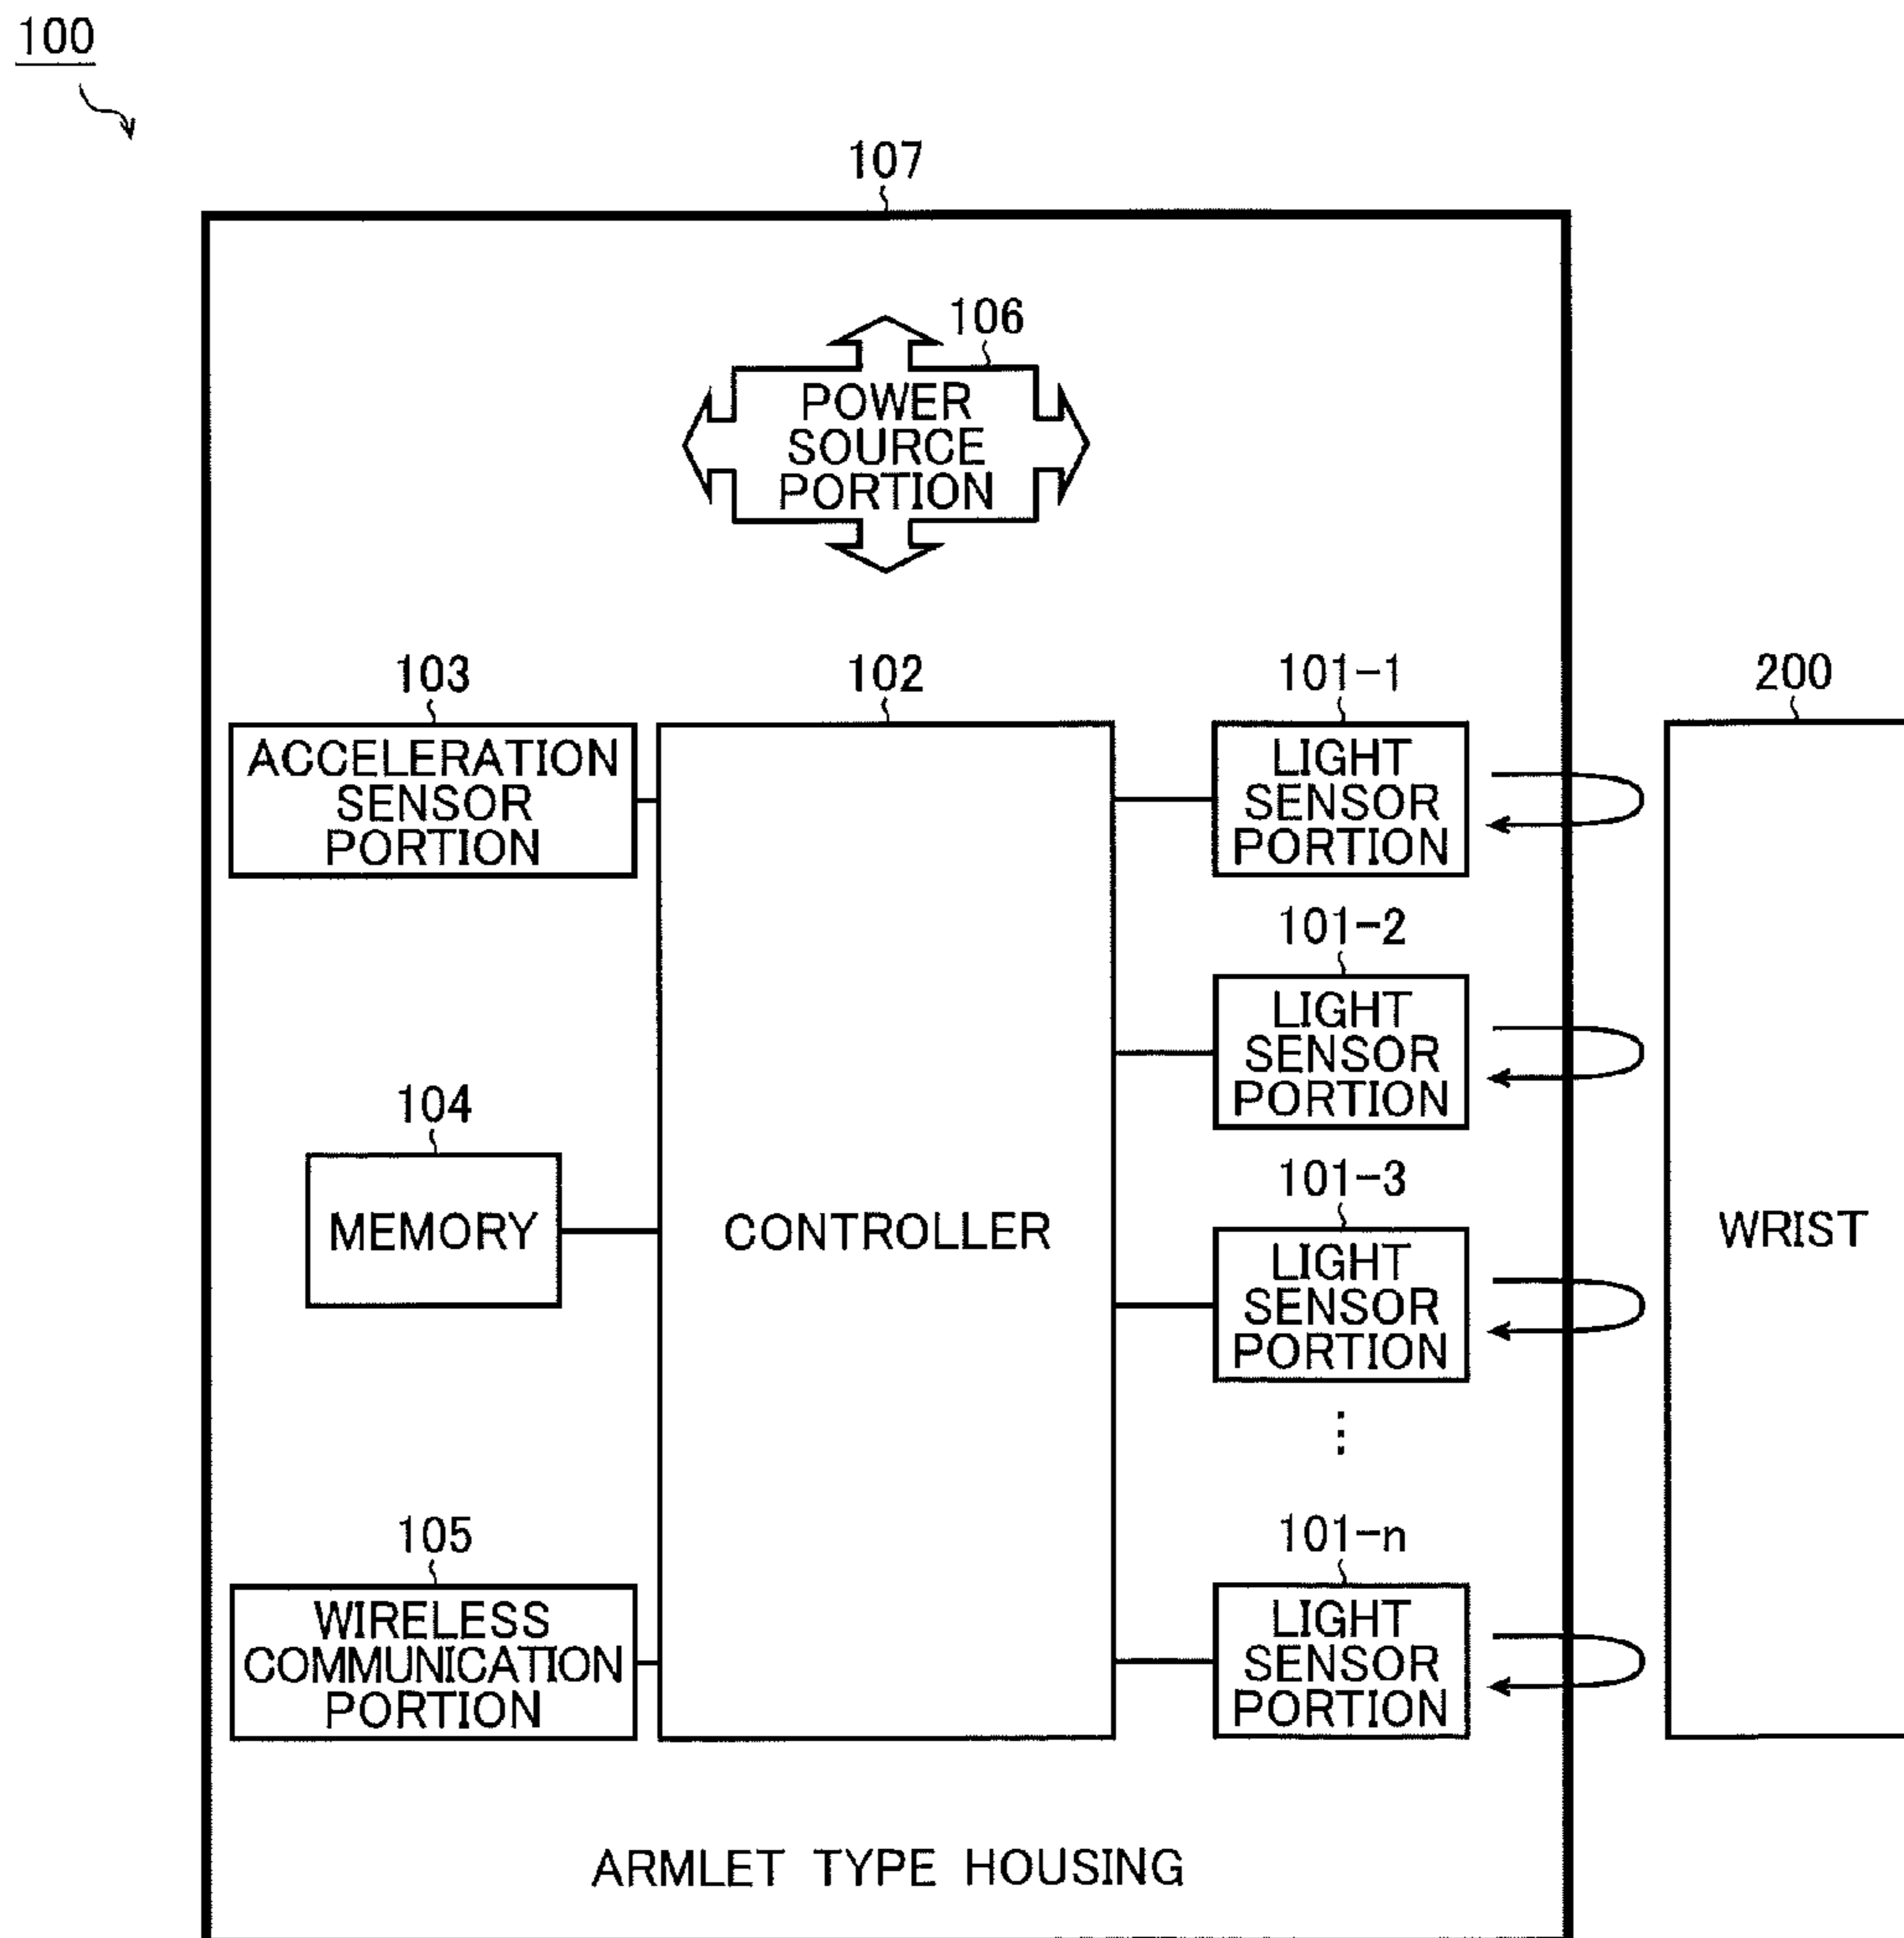 100
107
106
POWER
SOURCE
PORTION
103
102
101-1
200
ACCELERATION
SENSOR
PORTION
LIGHT
SENSOR
PORTION
101-2
LIGHT
SENSOR
PORTION
104
101-3
MEMORY
CONTROLLER
LIGHT
SENSOR
PORTION
WRIST
105
101-n
WIRELESS
COMMUNICATION
PORTION
LIGHT
SENSOR
PORTION
ARMLET TYPE HOUSING